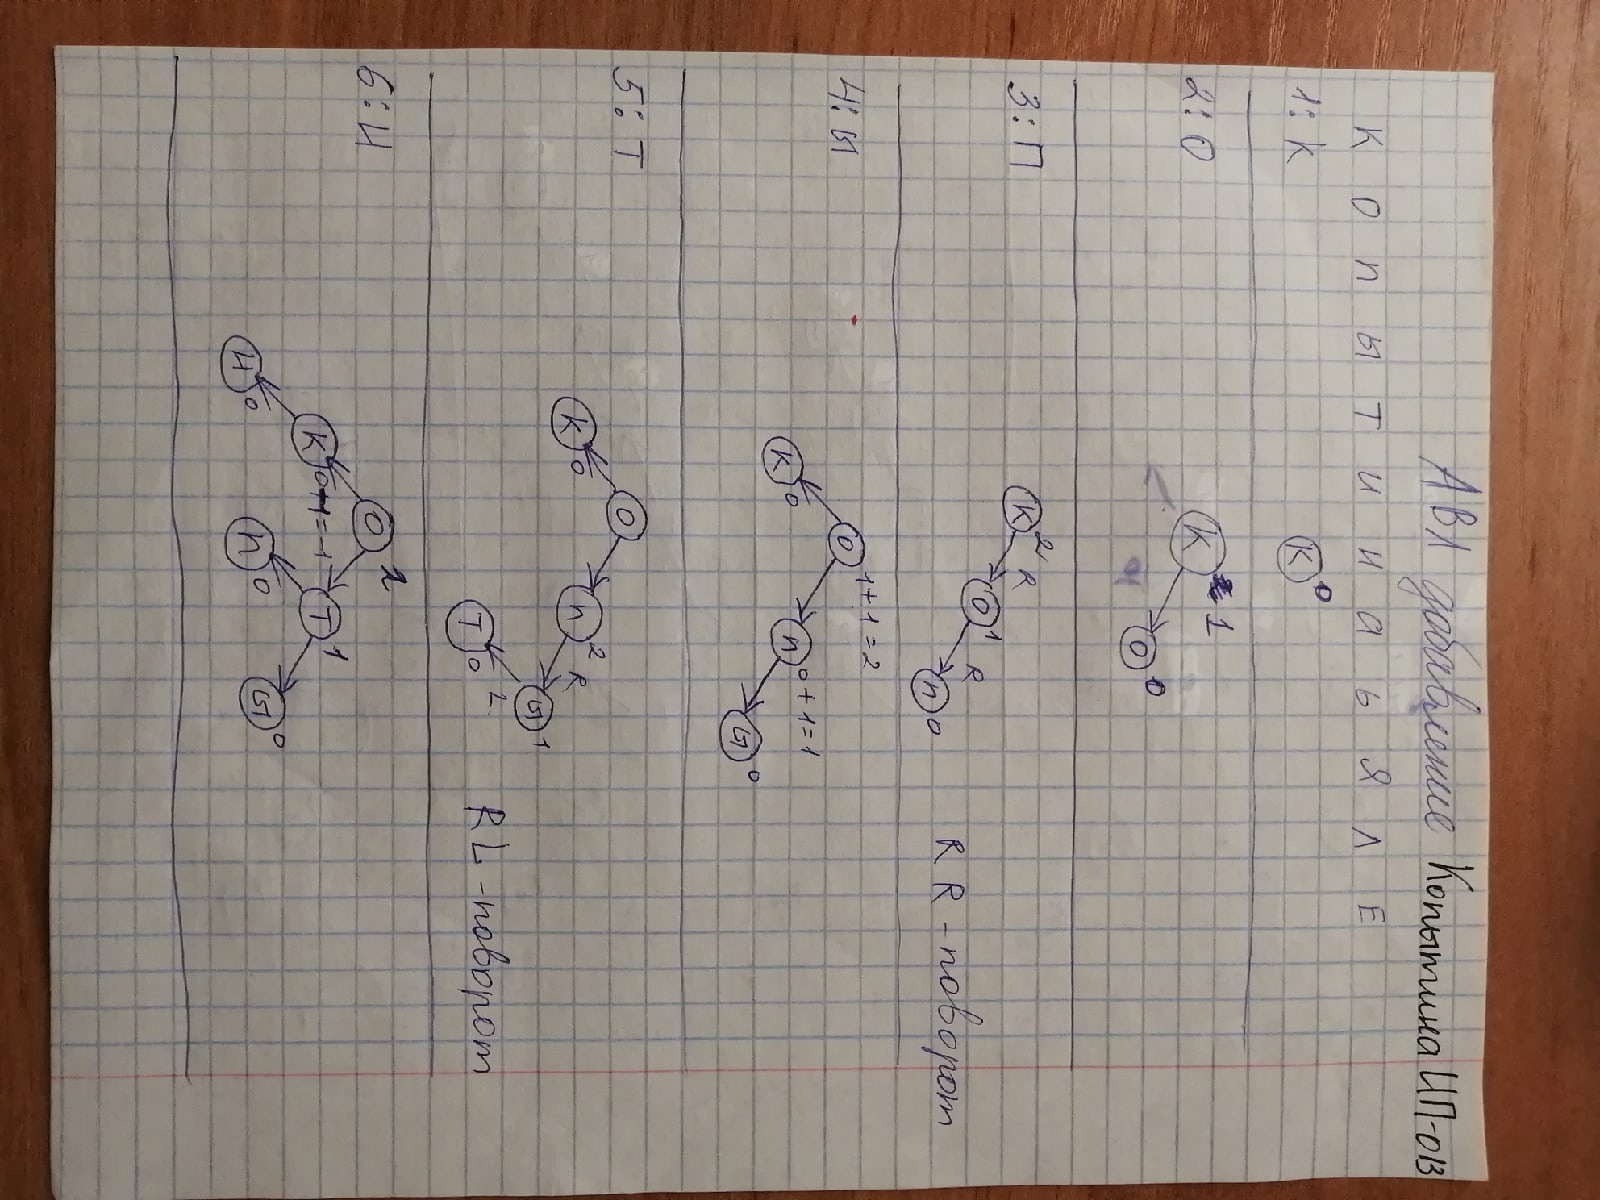 АВЛ добавление Копытина ИП-013
К О П Ы Т И Н А Ь Я Л Е
1: К
К 0
2: О
К 1
О 0
3: П
К 2 R
О 1 R
П 0
RR-поворот
4: Ы
О 1+1=2
К 0 П 0+1=1
Ы 0
5: Т
О
К 0 П 2 R
Ы 1
Т 0 L
RL-поворот
6: И
О 2
К 0-1=-1 Т 1
И 0 П 0 Ы 0